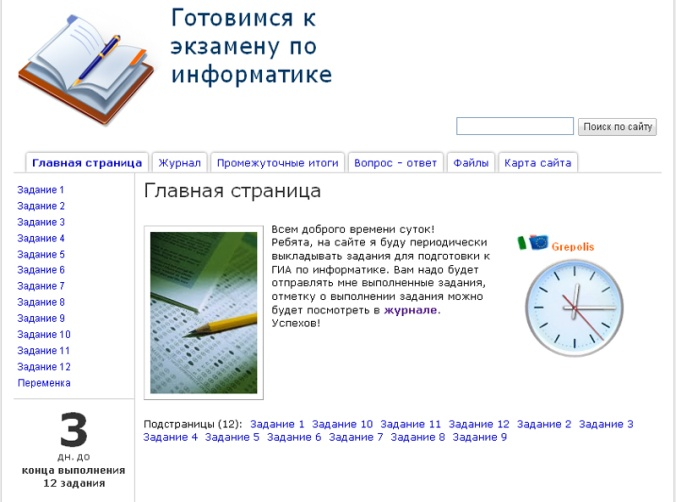 Готовимся к
экзамену по
информатике
Поиск по сайту
Главная страница
Журнал
Промежуточные итоги
Вопрос - ответ
Файлы
Карта сайта
Задание 1
Задание 2
Задание 3
Задание 4
Задание 5
Задание 6
Задание 7
Задание 8
Задание 9
Задание 10
Задание 11
Задание 12
Переменка
3
дн. до
конца выполнения
12 задания
Главная страница
Всем доброго времени суток!
Ребята, на сайте я буду периодически
выкладывать задания для подготовки к
ГИА по информатике. Вам надо будет
отправлять мне выполненные задания,
отметку о выполнении задания можно
будет посмотреть в журнале.
Успехов!
Grepolis
Подстраницы (12): Задание 1 Задание 10 Задание 11 Задание 12 Задание 2 Задание 3
Задание 4 Задание 5 Задание 6 Задание 7 Задание 8 Задание 9